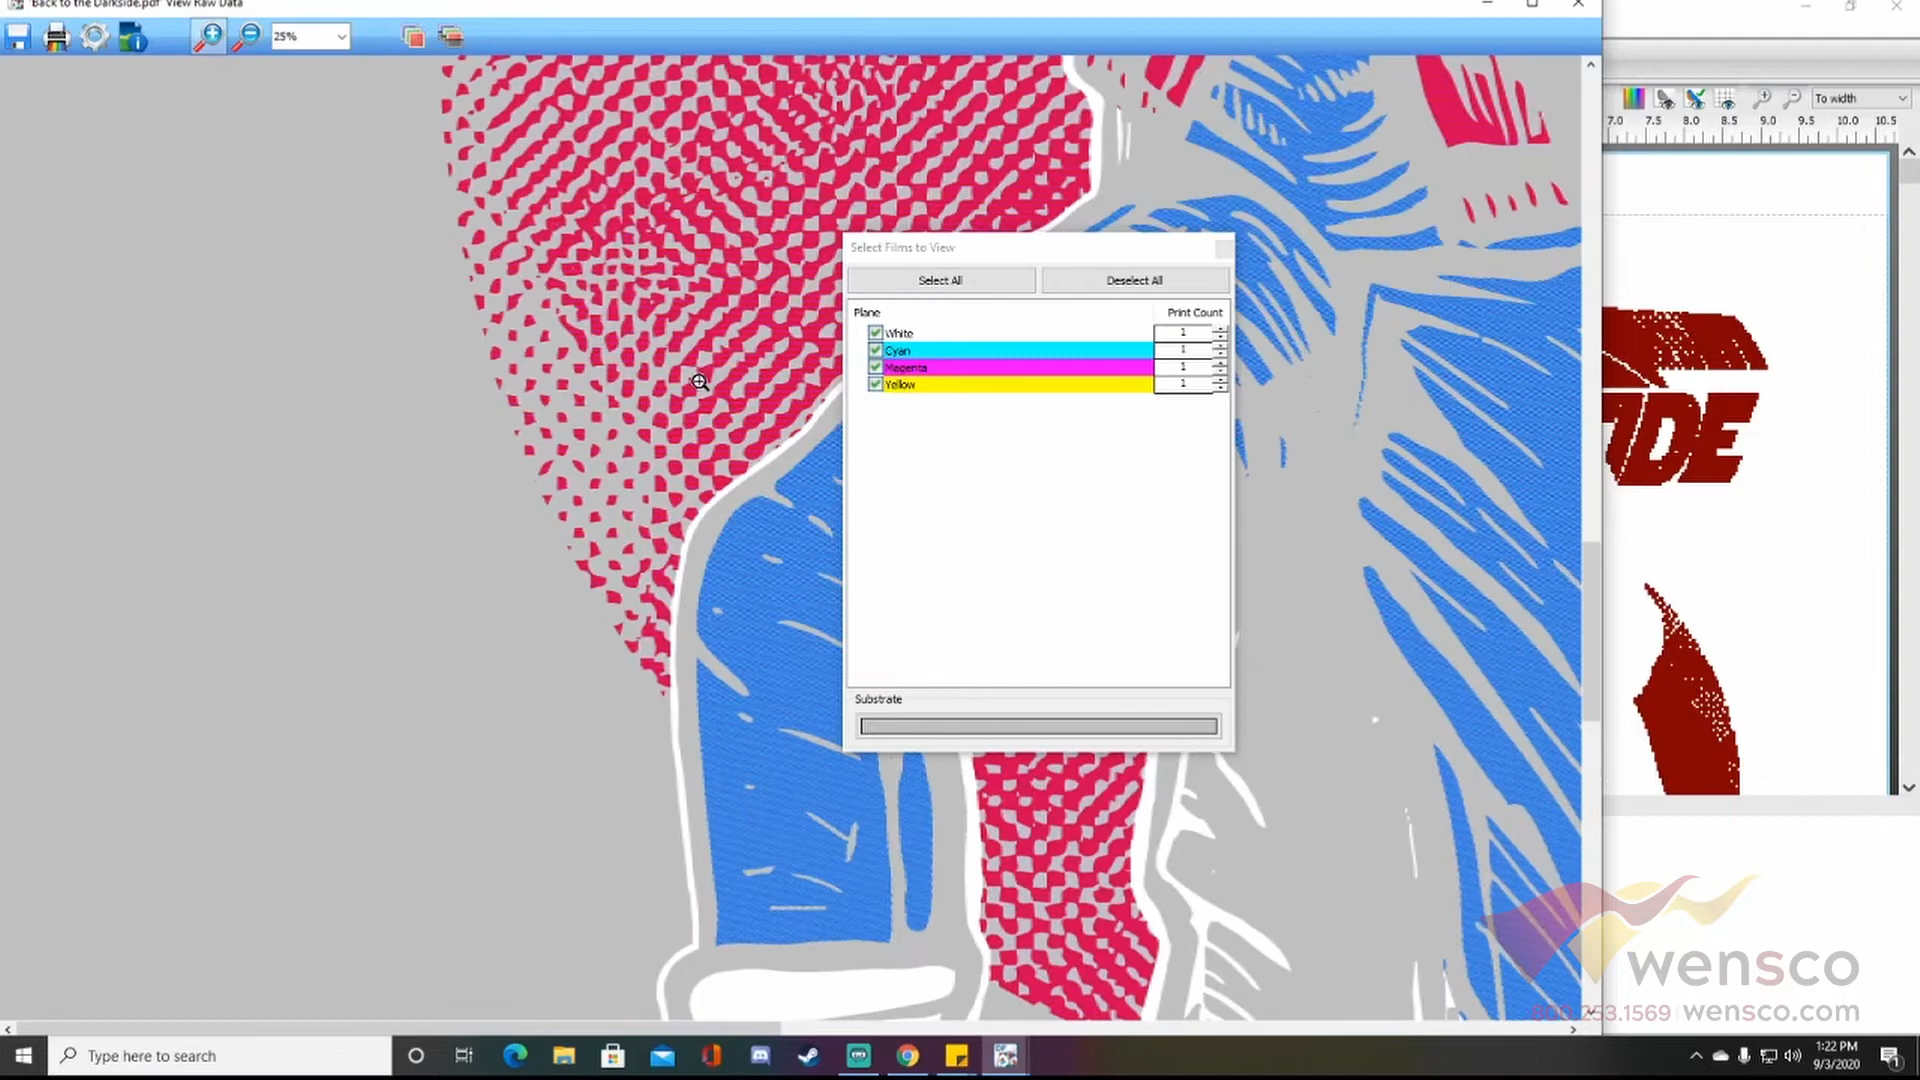 "Back to the Darkside.pdf" View Raw Data
25%
To width
7.0 7.5 8.0 8.5 9.0 9.5 10.0 10.5
Select Films to View
Select All
Deselect All
Plane
Print Count
White 1
Cyan 1
Magenta 1
Yellow 1
Substrate
IDE
wensco
800.253.1569 | wensco.com
Type here to search
1:22 PM
9/3/2020
1